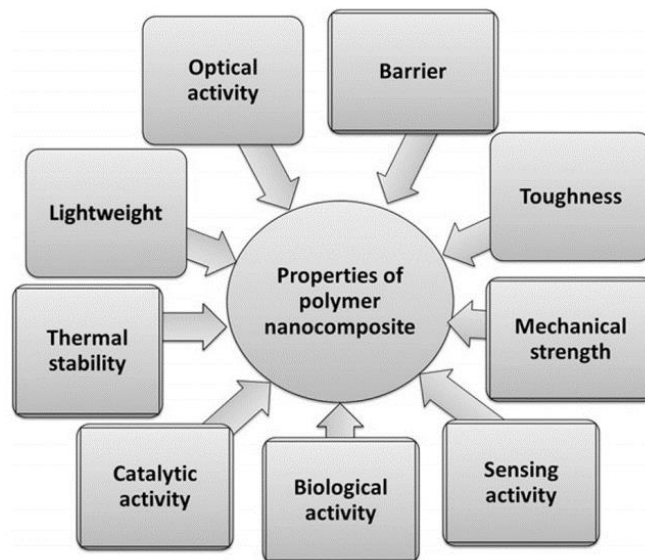 Optical
activity
Barrier
Lightweight
Toughness
Properties of
polymer
nanocomposite
Thermal
stability
Mechanical
strength
Catalytic
activity
Biological
activity
Sensing
activity